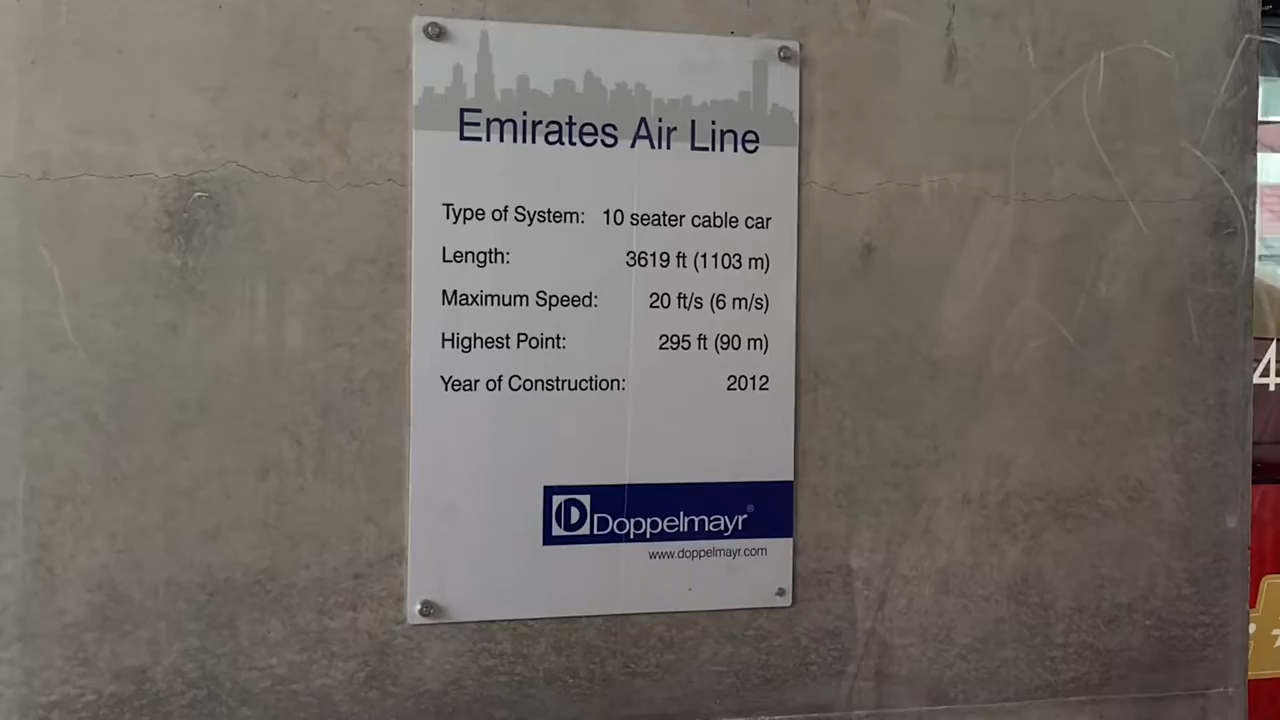 Emirates Air Line
Type of System: 10 seater cable car
Length: 3619 ft (1103 m)
Maximum Speed: 20 ft/s (6 m/s)
Highest Point: 295 ft (90 m)
Year of Construction: 2012
Doppelmayr®
www.doppelmayr.com
4